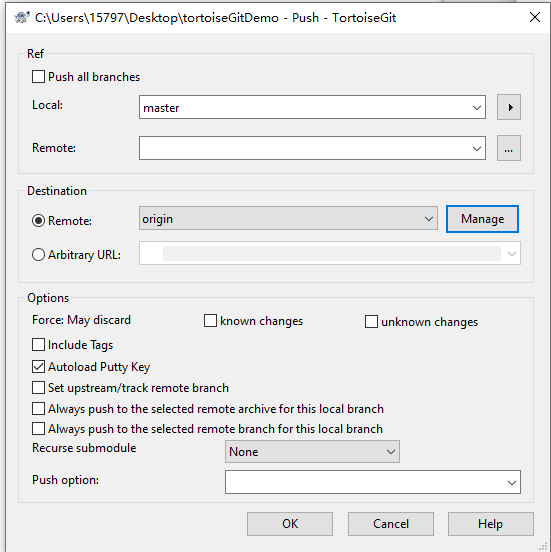 C:\Users\15797\Desktop\tortoiseGitDemo - Push - TortoiseGit
Ref
Push all branches
Local:
master
Remote:
...
Destination
Remote:
origin
Manage
Arbitrary URL:
Options
Force: May discard
known changes
unknown changes
Include Tags
Autoload Putty Key
Set upstream/track remote branch
Always push to the selected remote archive for this local branch
Always push to the selected remote branch for this local branch
Recurse submodule
None
Push option:
OK
Cancel
Help